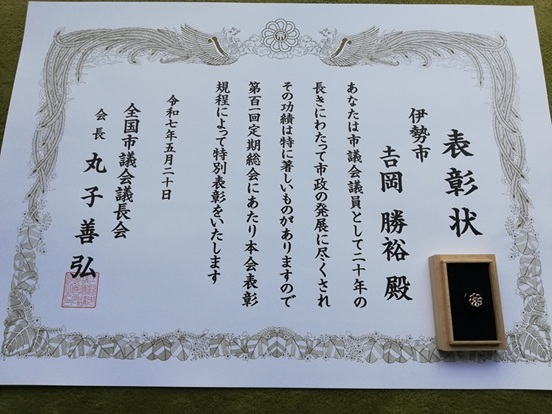 表彰状
伊勢市
吉岡勝裕殿
あなたは市議会議員として二十年の
長きにわたって市政の発展に尽くされ
その功績は特に著しいものがありますので
第百一回定期総会にあたり本会表彰
規程によって特別表彰をいたします
令和七年五月二十日
全国市議会議長会
会長 丸子善弘